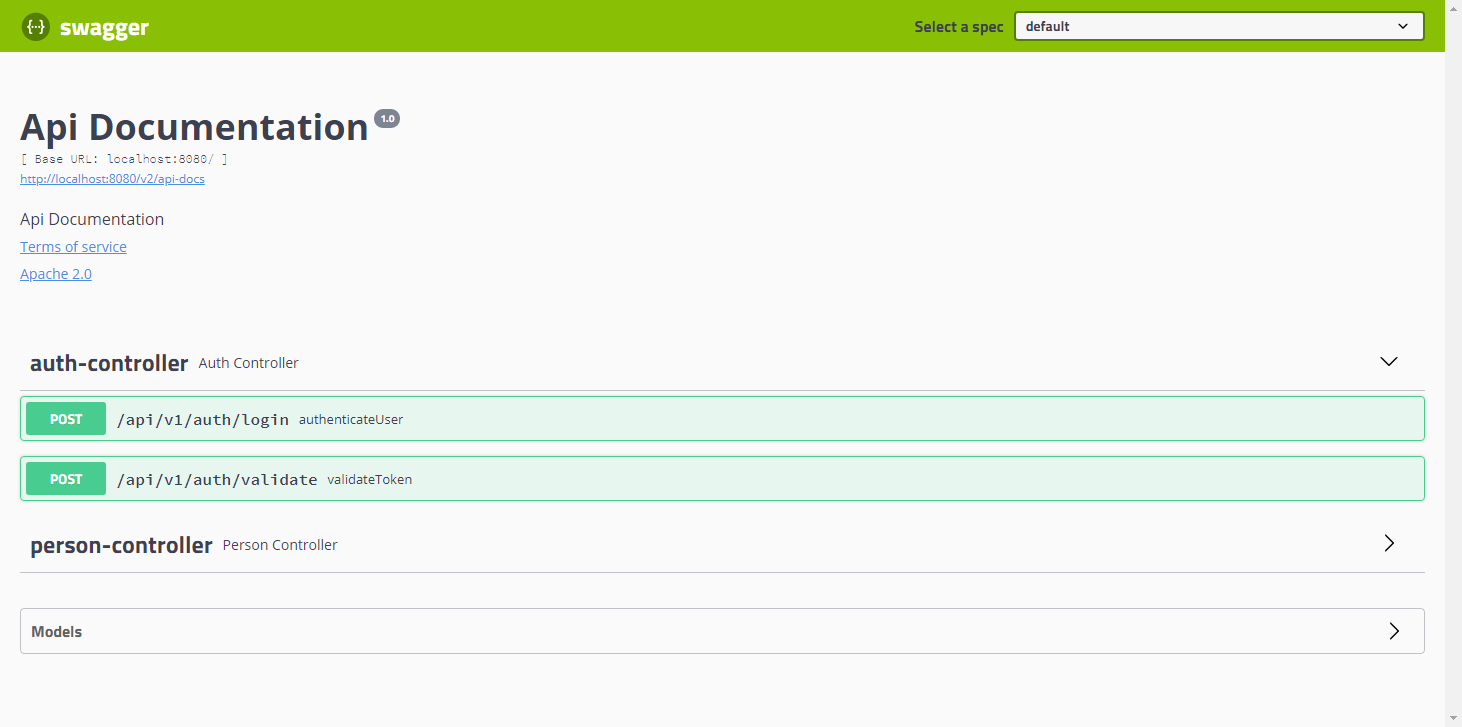 {··} swagger Select a spec default
Api Documentation 1.0
[ Base URL: localhost:8080/ ]
http://localhost:8080/v2/api-docs
Api Documentation
Terms of service
Apache 2.0
auth-controller Auth Controller
POST /api/v1/auth/login authenticateUser
POST /api/v1/auth/validate validateToken
person-controller Person Controller
Models